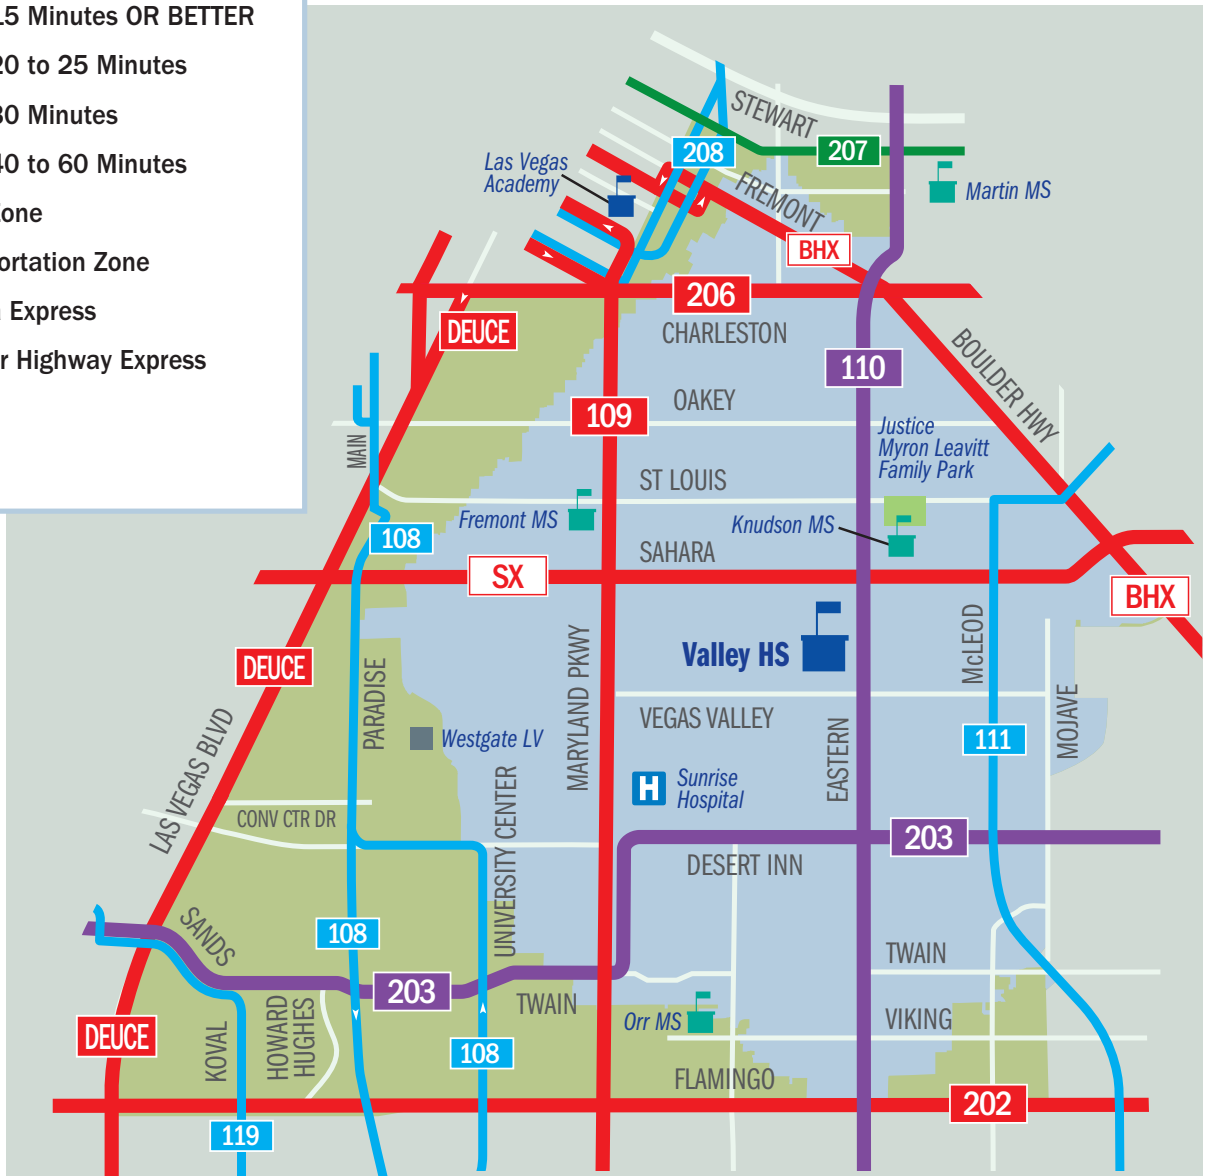 15 Minutes OR BETTER
20 to 25 Minutes
30 Minutes
40 to 60 Minutes
Zone
ortation Zone
Express
r Highway Express
STEWART
208
207
Las Vegas
Academy
FREMONT
Martin MS
BHX
206
DEUCE
CHARLESTON
BOULDER HWY
110
OAKEY
109
Justice
Myron Leavitt
Family Park
MAIN
ST LOUIS
Fremont MS
Knudson MS
108
SAHARA
SX
BHX
McLEOD
Valley HS
MARYLAND PKWY
DEUCE
PARADISE
MOJAVE
VEGAS VALLEY
LAS VEGAS BLVD
Westgate LV
EASTERN
111
Sunrise
Hospital
H
UNIVERSITY CENTER
CONV CTR DR
203
DESERT INN
SANDS
108
TWAIN
203
TWAIN
HOWARD
HUGHES
Orr MS
VIKING
DEUCE
KOVAL
108
FLAMINGO
202
119